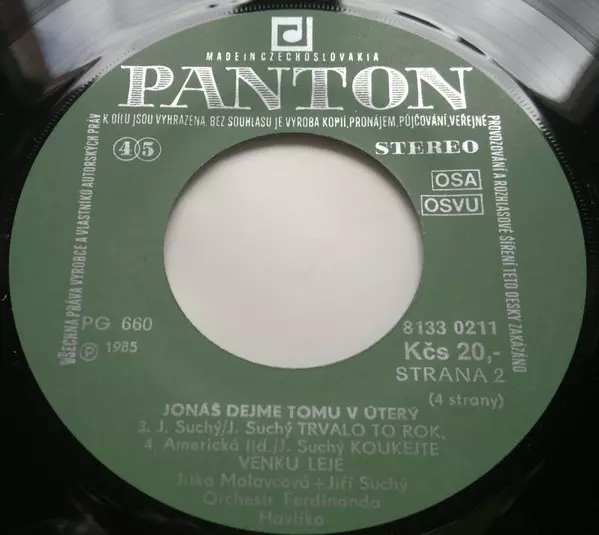 MADE IN CZECHOSLOVAKIA
PANTON
K DÍLU JSOU VYHRAZENA. BEZ SOUHLASU JE VÝROBA KOPIÍ, PRONÁJEM, PŮJČOVÁNÍ, VEŘEJNÉ
PROVOZOVÁNÍ A ROZHLASOVÉ ŠÍŘENÍ TÉTO DESKY ZAKÁZÁNO
VŠECHNA PRÁVA VÝROBCE A VLASTNÍKŮ AUTORSKÝCH PRÁV
45
STEREO
OSA
OSVU
PG 660
℗ 1985
8133 0211
Kčs 20,-
STRANA 2
(4 strany)
JONÁŠ DEJME TOMU V ÚTERÝ
3. J. Suchý/J. Suchý TRVALO TO ROK,
4. Americká lid./J. Suchý KOUKEJTE
VENKU LEJE
Jitka Molavcová+Jiří Suchý
Orchestr Ferdinanda
Havlíka